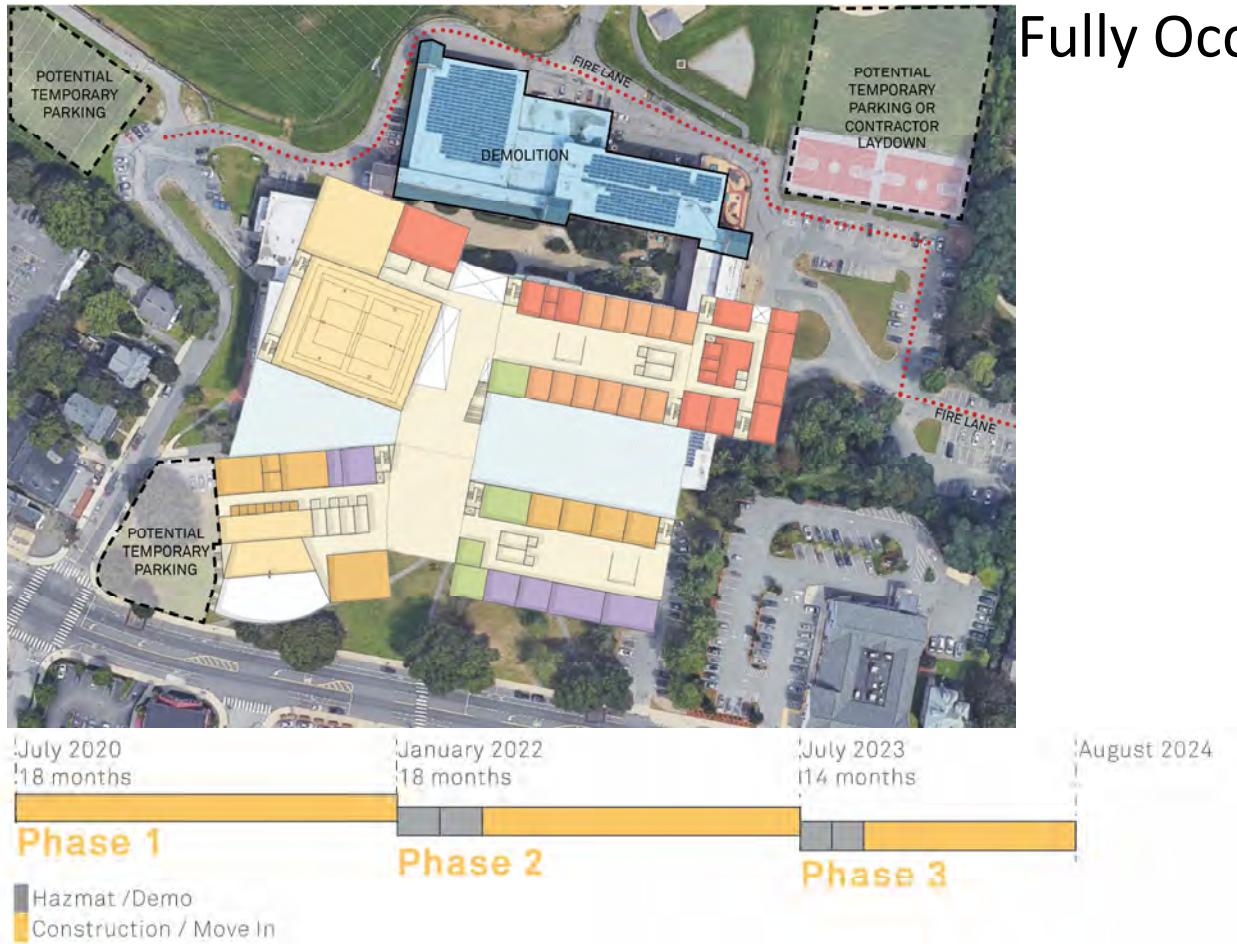 Fully Occ
POTENTIAL
TEMPORARY
PARKING
FIRE LANE
POTENTIAL
TEMPORARY
PARKING OR
CONTRACTOR
LAYDOWN
DEMOLITION
FIRE LANE
POTENTIAL
TEMPORARY
PARKING
July 2020
18 months
January 2022
18 months
July 2023
14 months
August 2024
Phase 1
Phase 2
Phase 3
Hazmat /Demo
Construction / Move In